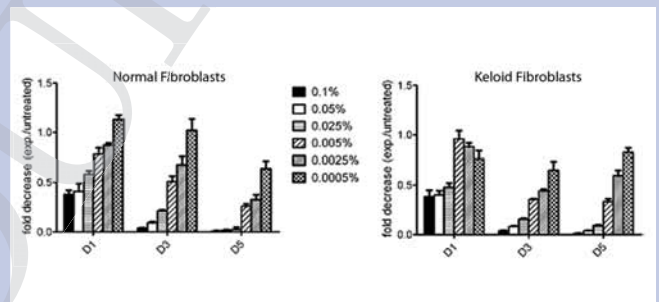 Normal Fibroblasts
fold decrease (exp./untreated)
1.5
1.0
0.5
0.0
D1
D3
D5
0.1%
0.05%
0.025%
0.005%
0.0025%
0.0005%
Keloid Fibroblasts
fold decrease (exp./untreated)
1.5
1.0
0.5
0.0
D1
D3
D5